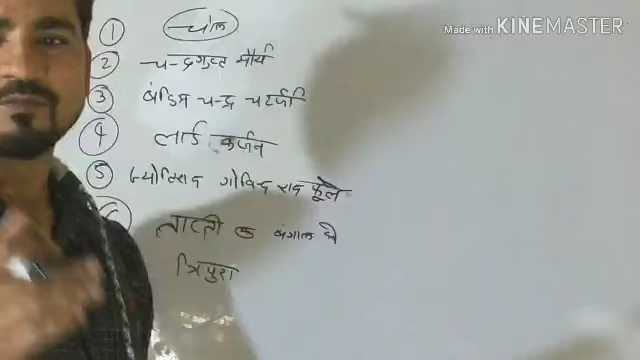 Made with KINEMASTER
① चोल
② चन्द्रगुप्त मौर्य
③ बंकिम चन्द्र चटर्जी
④ लार्ड कर्जन
⑤ ज्योतिराव गोविन्द राव फूले
⑥ बंगाल से
त्रिपुरा